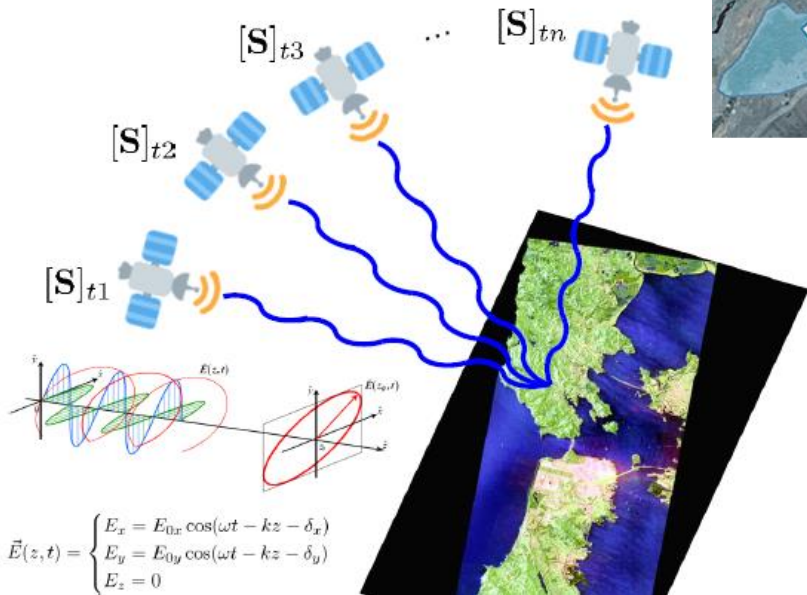 [S]t1
[S]t2
[S]t3
...
[S]tn
E(z,t)
E(z₀,t)
x̂
ŷ
ẑ
E⃗(z, t) = { Ex = E0x cos(ωt − kz − δx)
Ey = E0y cos(ωt − kz − δy)
Ez = 0